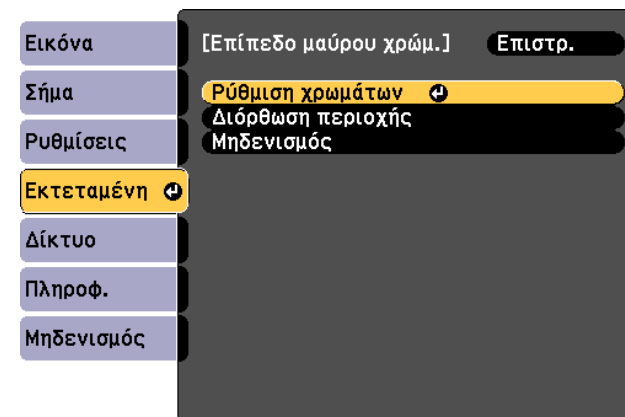 Εικόνα
Σήμα
Ρυθμίσεις
Εκτεταμένη
Δίκτυο
Πληροφ.
Μηδενισμός
[Επίπεδο μαύρου χρώμ.] Επιστρ.
Ρύθμιση χρωμάτων
Διόρθωση περιοχής
Μηδενισμός